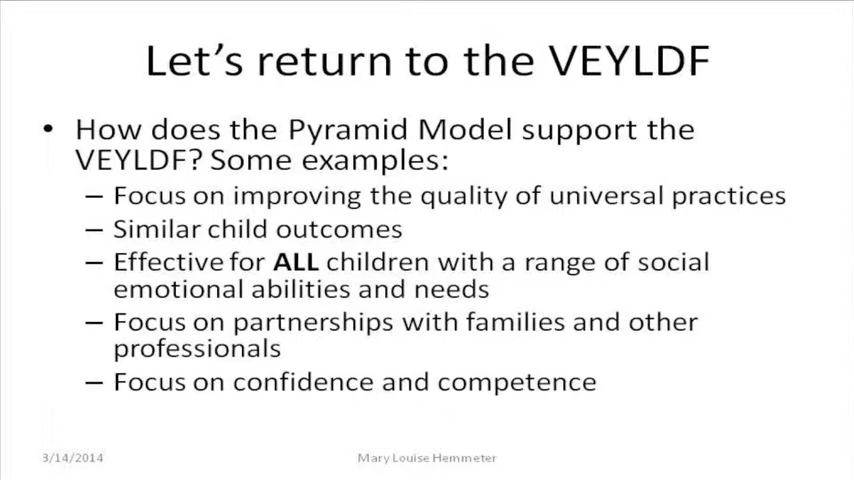 Let's return to the VEYLDF
• How does the Pyramid Model support the
VEYLDF? Some examples:
– Focus on improving the quality of universal practices
– Similar child outcomes
– Effective for ALL children with a range of social
emotional abilities and needs
– Focus on partnerships with families and other
professionals
– Focus on confidence and competence
3/14/2014
Mary Louise Hemmeter